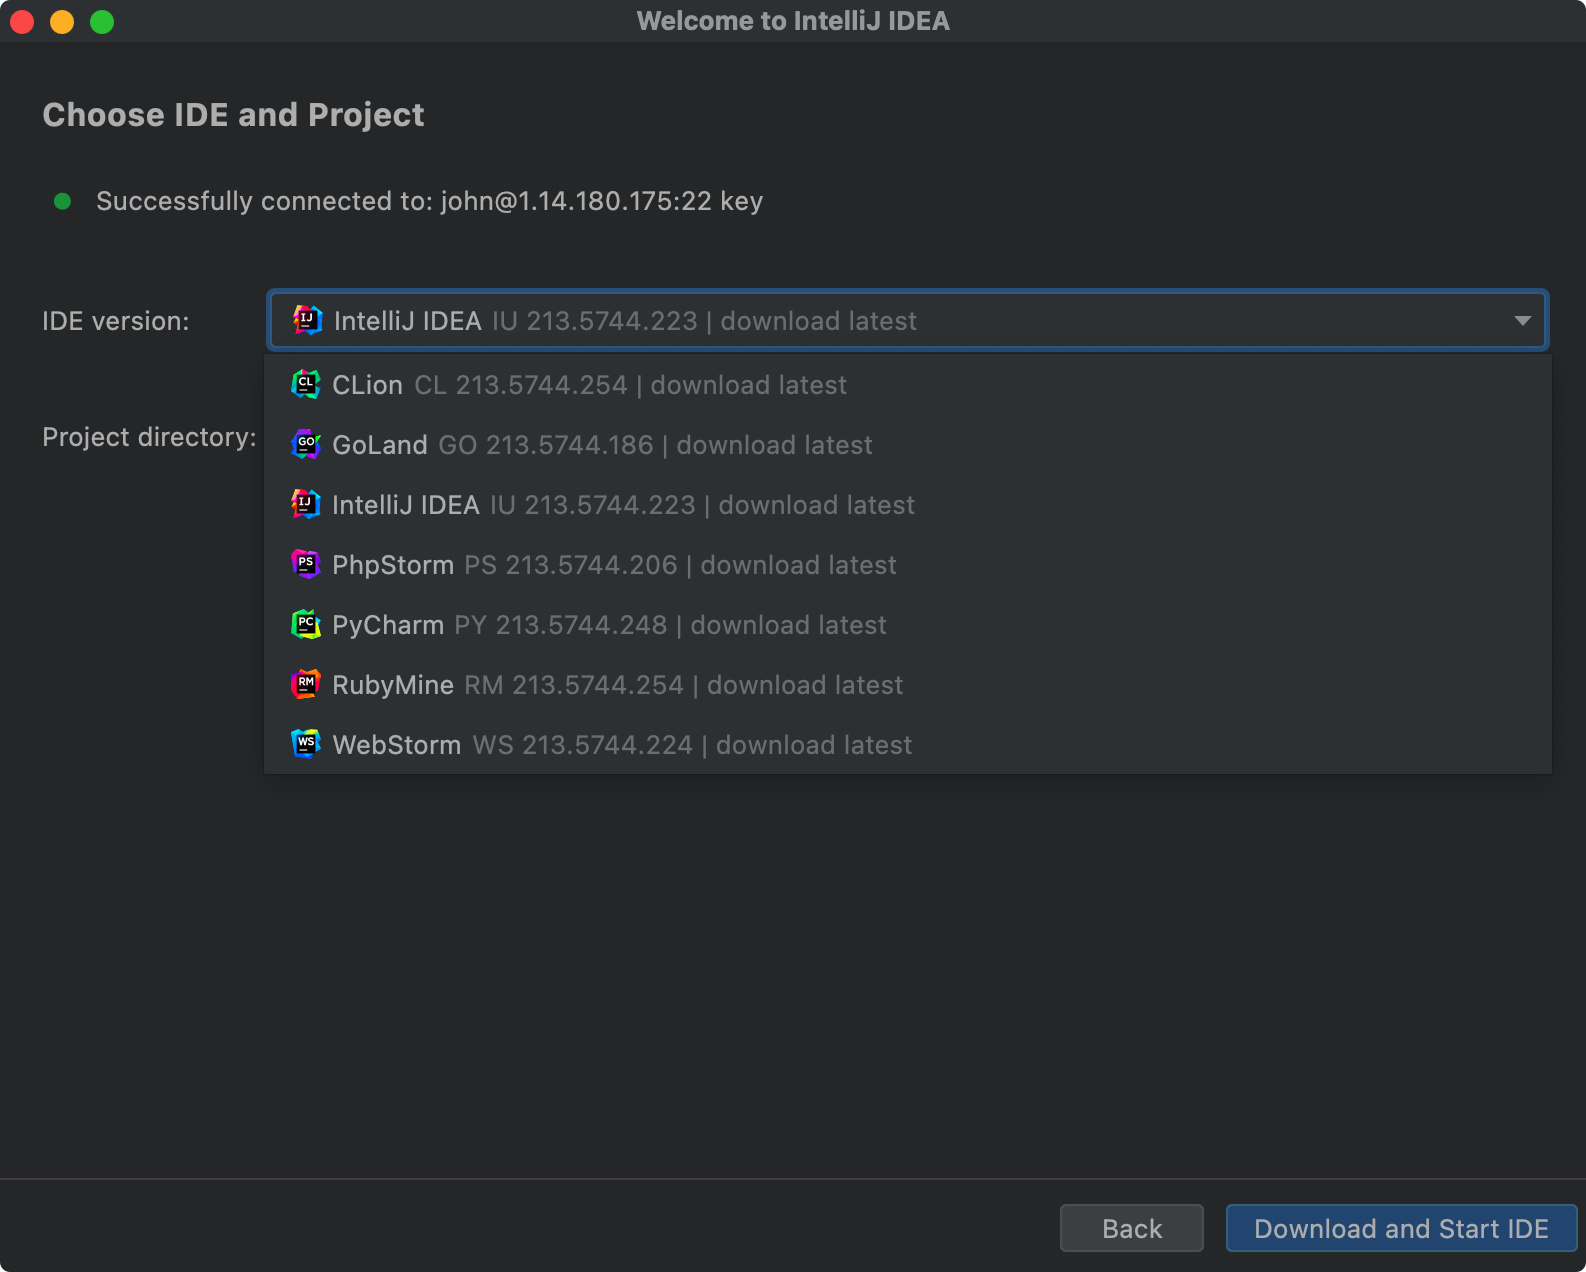 Welcome to IntelliJ IDEA
Choose IDE and Project
Successfully connected to: john@1.14.180.175:22 key
IDE version:
IJ IntelliJ IDEA IU 213.5744.223 | download latest
CL CLion CL 213.5744.254 | download latest
Project directory:
GO GoLand GO 213.5744.186 | download latest
IJ IntelliJ IDEA IU 213.5744.223 | download latest
PS PhpStorm PS 213.5744.206 | download latest
PC PyCharm PY 213.5744.248 | download latest
RM RubyMine RM 213.5744.254 | download latest
WS WebStorm WS 213.5744.224 | download latest
Back
Download and Start IDE